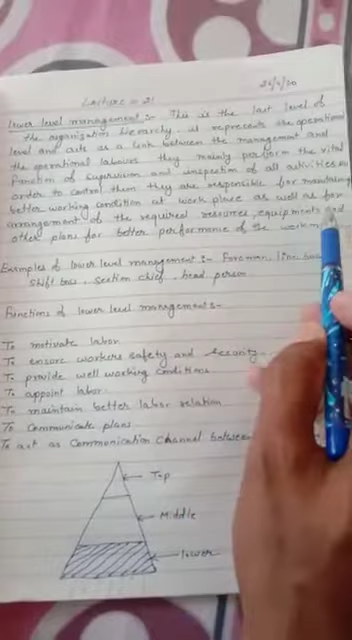 26/4/20
Lecture = 21
Lower level management :- This is the last level of
the organization hierarchy. it represents the operational
level and acts as a link between the management and
the operational labours they mainly perform the vital
function of supervision and inspection of all activities in
order to control them they are responsible for maintaining
better working condition at work place as well as for
arrangement of the required resources, equipments and
other plans for better performance of the
Examples of lower level management :- Foreman, line
Shift boss, section chief, head person
Functions of lower level management :-
To motivate labor
To ensure workers safety and security
To provide well working conditions
To appoint labor
To maintain better labor relation
To communicate plans
To act as communication channel between
Top
Middle
lower